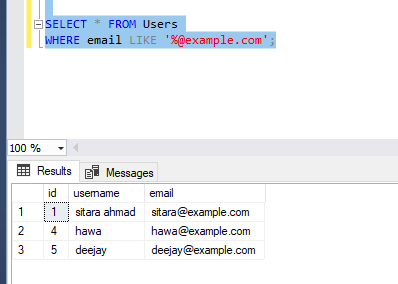 SELECT * FROM Users
WHERE email LIKE '%@example.com';
100 %
Results Messages
id username email
1 1 sitara ahmad sitara@example.com
2 4 hawa hawa@example.com
3 5 deejay deejay@example.com